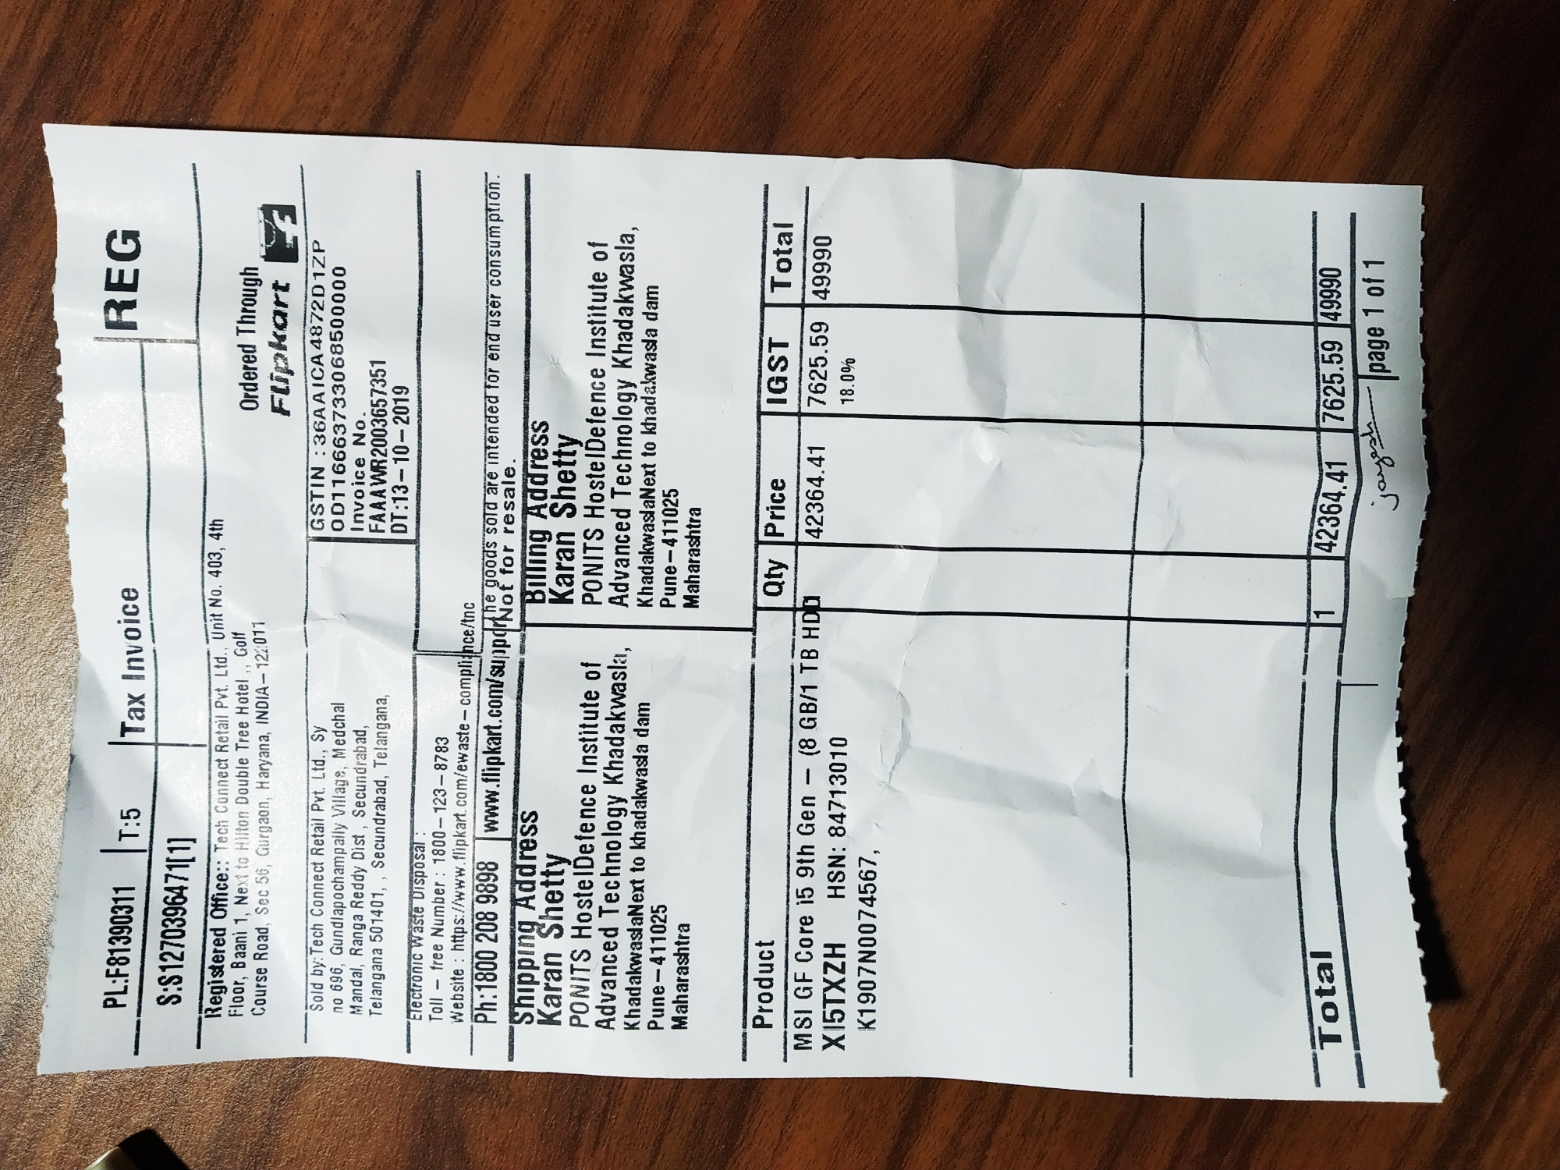 PL:F81390311 T:5 Tax Invoice REG
S:S1270396471[1]
Registered Office:: Tech Connect Retail Pvt. Ltd., Unit No. 403, 4th
Floor, Baani 1, Next to Hilton Double Tree Hotel ,, Golf
Course Road, Sec 56, Gurgaon, Haryana, INDIA-122011
Ordered Through
Flipkart
Sold by:Tech Connect Retail Pvt. Ltd., Sy
no 696, Gundlapochampally Village, Medchal
Mandal, Ranga Reddy Dist , Secundrabad,
Telangana 501401, , Secundrabad, Telangana,
GSTIN :36AAICA4872D1ZP
OD116663733068500000
Invoice No.
FAAAWR2003657351
DT:13-10-2019
Electronic Waste Disposal :
Toll - free Number : 1800-123-8783
Website : https://www.flipkart.com/ewaste-compliance/tnc
Ph:1800 208 9898 www.flipkart.com/support
The goods sold are intended for end user consumption.
Not for resale.
Shipping Address
Karan Shetty
PONITS HostelDefence Institute of
Advanced Technology Khadakwasla,
KhadakwaslaNext to khadakwasla dam
Pune-411025
Maharashtra
Billing Address
Karan Shetty
PONITS HostelDefence Institute of
Advanced Technology Khadakwasla,
KhadakwaslaNext to khadakwasla dam
Pune-411025
Maharashtra
Product Qty Price IGST Total
MSI GF Core i5 9th Gen - (8 GB/1 TB HDD 42364.41 7625.59 49990
XI5TXZH HSN: 84713010 18.0%
K1907N0074567,
Total 1 42364.41 7625.59 49990
jayesh page 1 of 1